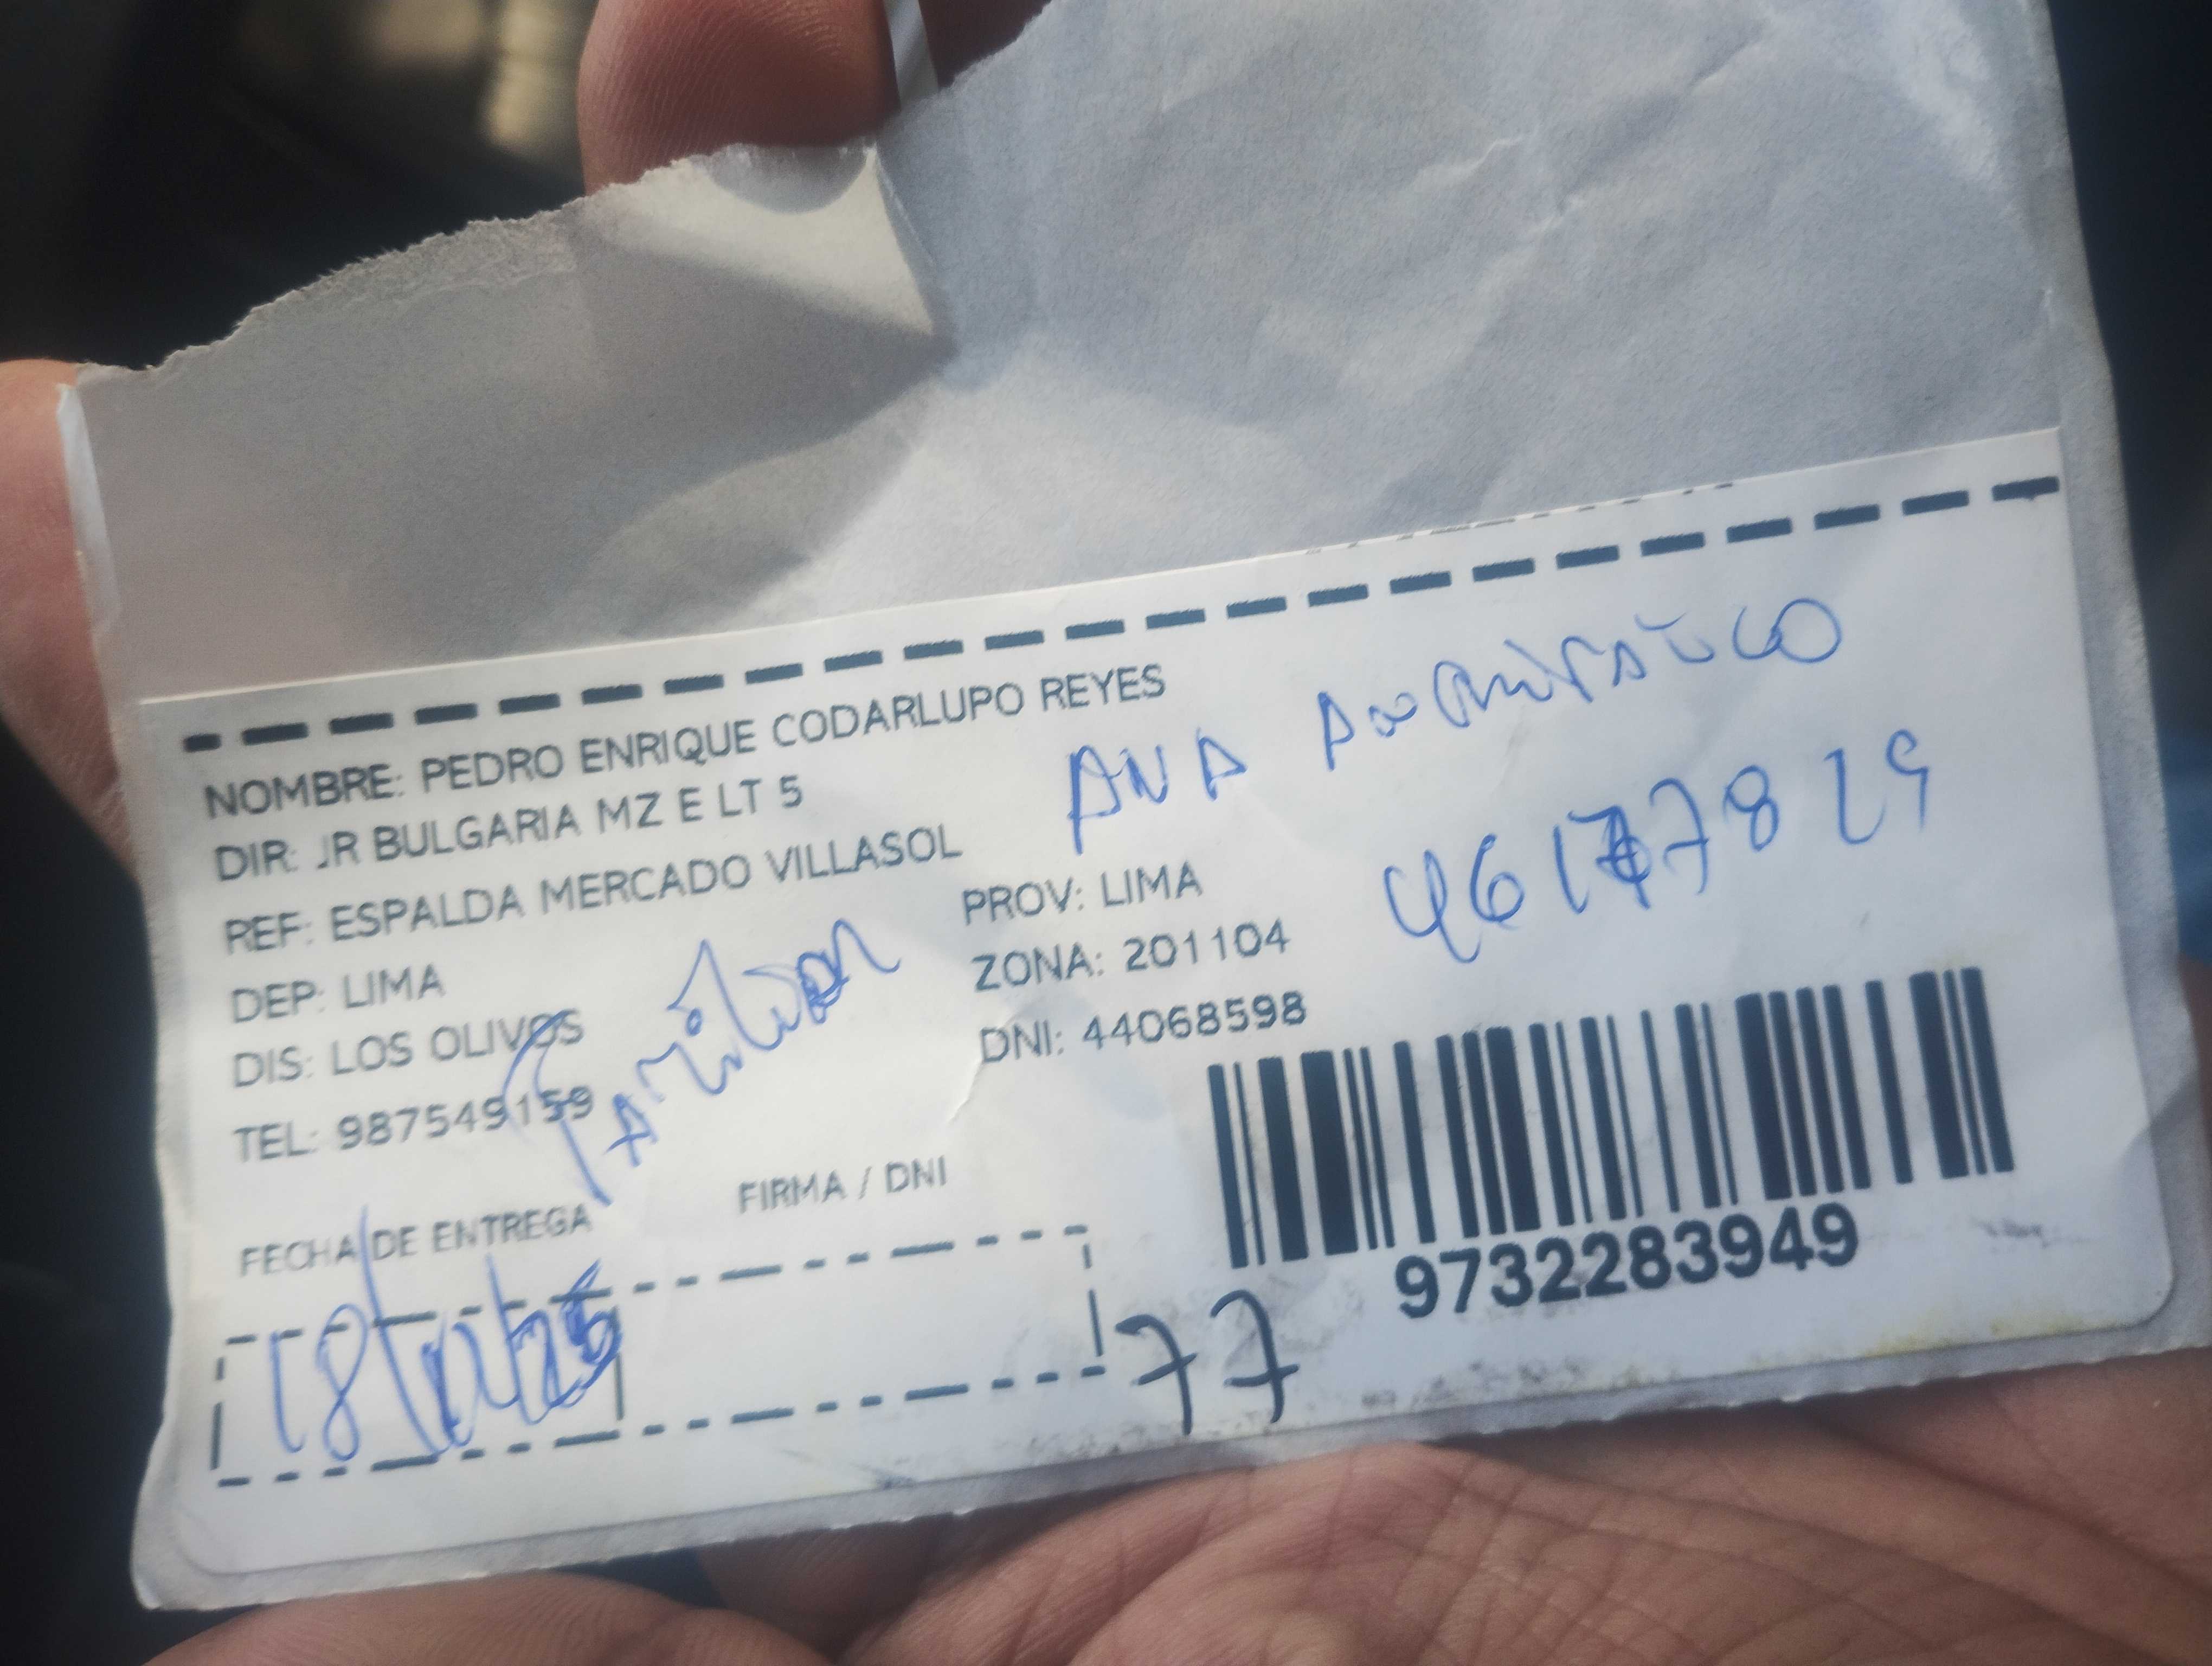 NOMBRE: PEDRO ENRIQUE CODARLUPO REYES
DIR: JR BULGARIA MZ E LT 5
ANA
REF: ESPALDA MERCADO VILLASOL
DEP: LIMA
PROV: LIMA
DIS: LOS OLIVOS
ZONA: 201104
TEL: 987549159
DNI: 44068598
FECHA DE ENTREGA
FIRMA / DNI
9732283949
77